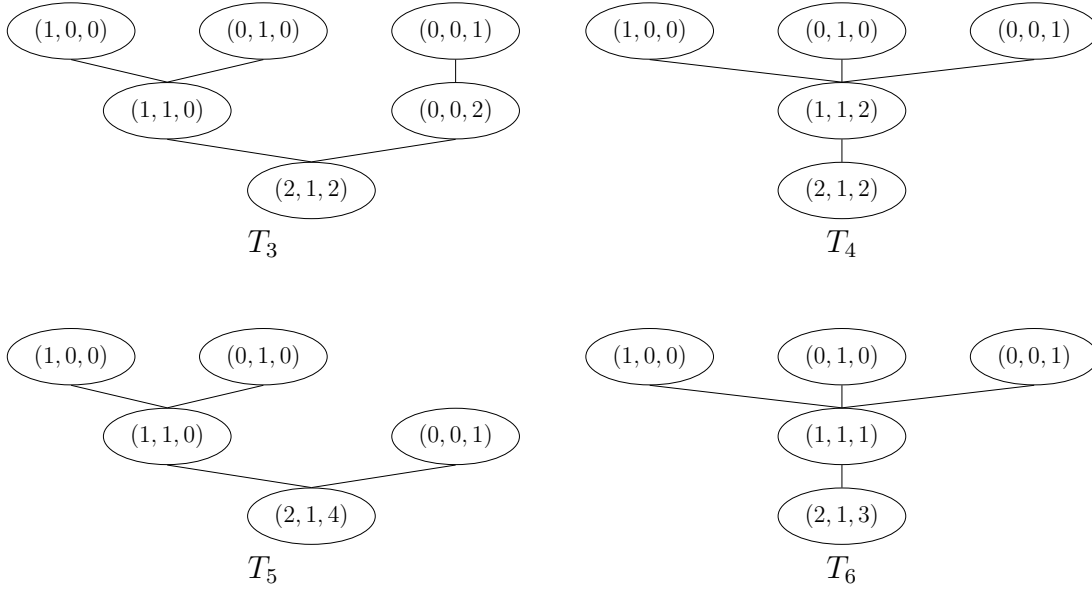 (1, 0, 0) (0, 1, 0) (0, 0, 1) (1, 0, 0) (0, 1, 0) (0, 0, 1)
(1, 1, 0) (0, 0, 2) (1, 1, 2)
(2, 1, 2) (2, 1, 2)
T₃ T₄
(1, 0, 0) (0, 1, 0) (1, 0, 0) (0, 1, 0) (0, 0, 1)
(1, 1, 0) (0, 0, 1) (1, 1, 1)
(2, 1, 4) (2, 1, 3)
T₅ T₆